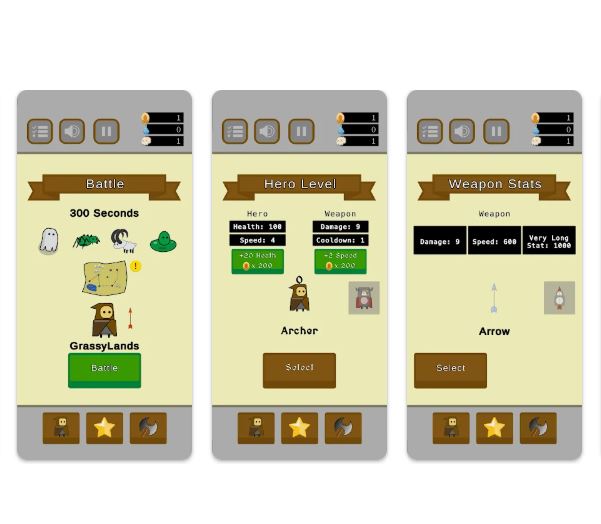 1
0
1
Battle
300 Seconds
!
GrassyLands
Battle
1
0
1
Hero Level
Hero
Weapon
Health: 100
Damage: 9
Speed: 4
Cooldown: 1
+20 Health
x 200
+2 Speed
x 200
Archer
Select
1
0
1
Weapon Stats
Weapon
Damage: 9
Speed: 600
Very Long
Stat: 1000
Arrow
Select